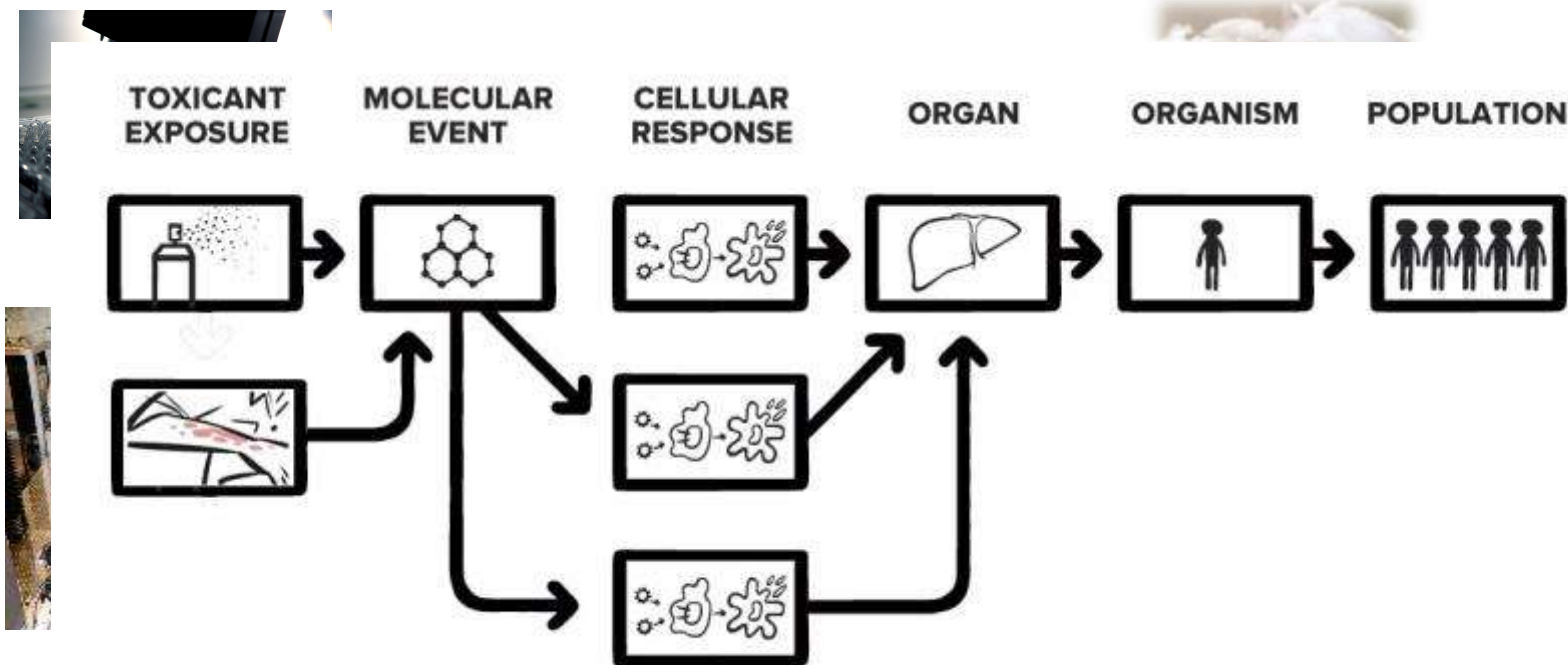 TOXICANT
EXPOSURE
MOLECULAR
EVENT
CELLULAR
RESPONSE
ORGAN
ORGANISM
POPULATION